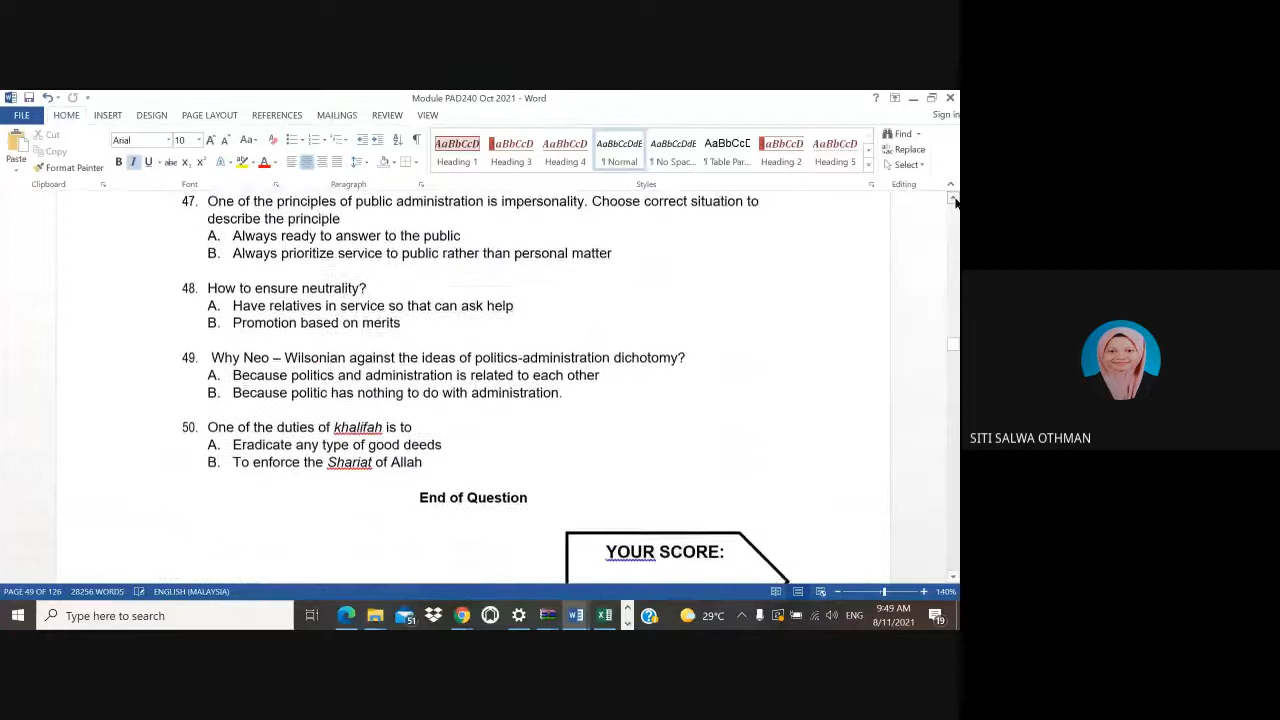 Module PAD240 Oct 2021 - Word
Sign in
FILE HOME INSERT DESIGN PAGE LAYOUT REFERENCES MAILINGS REVIEW VIEW
Cut
Copy
Format Painter
Paste
Arial 10
AaBbCcD AaBbCcD AaBbCcD AaBbCcDdE AaBbCcDdE AaBbCcI AaBbCcD AaBbCcD
Heading 1 Heading 3 Heading 4 ¶ Normal ¶ No Spac... ¶ Table Par... Heading 2 Heading 5
Find
Replace
Select
Clipboard Font Paragraph Styles Editing
47. One of the principles of public administration is impersonality. Choose correct situation to
describe the principle
A. Always ready to answer to the public
B. Always prioritize service to public rather than personal matter
48. How to ensure neutrality?
A. Have relatives in service so that can ask help
B. Promotion based on merits
49. Why Neo – Wilsonian against the ideas of politics-administration dichotomy?
A. Because politics and administration is related to each other
B. Because politic has nothing to do with administration.
50. One of the duties of khalifah is to
A. Eradicate any type of good deeds
B. To enforce the Shariat of Allah
End of Question
YOUR SCORE:
SITI SALWA OTHMAN
PAGE 49 OF 126 28256 WORDS ENGLISH (MALAYSIA) 140%
Type here to search
51
29°C
ENG
9:49 AM
8/11/2021
19